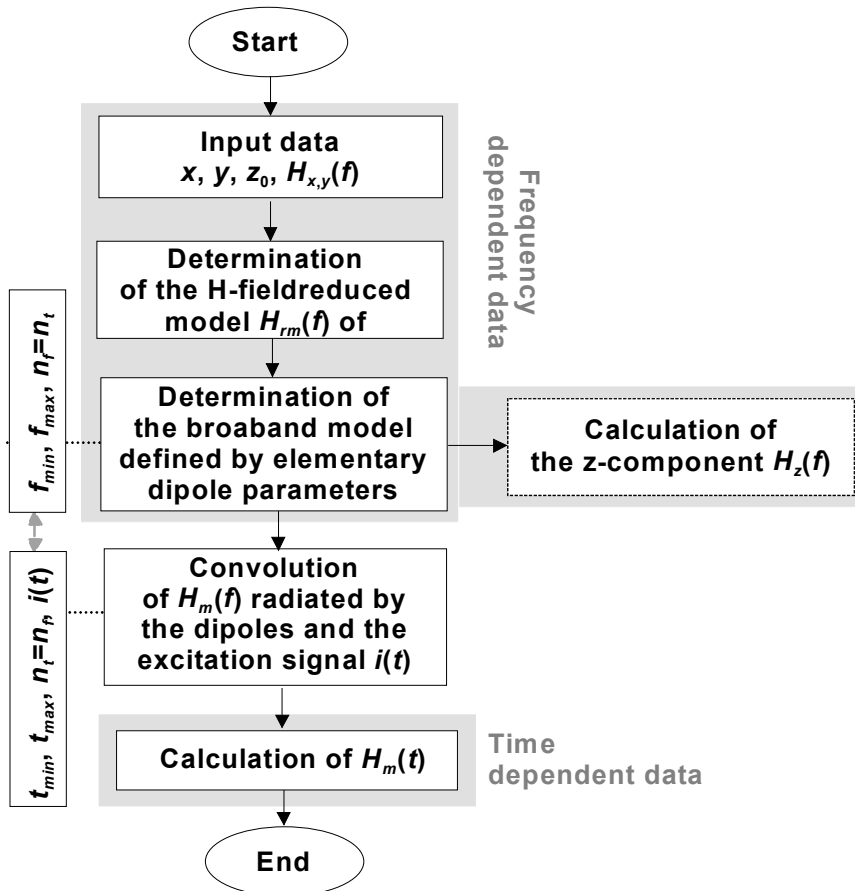 Start
Input data
x, y, z₀, Hx,y(f)
Frequency
dependent data
Determination
of the H-fieldreduced
model Hrm(f) of
fmin, fmax, nf=nt
Determination of
the broaband model
defined by elementary
dipole parameters
Calculation of
the z-component Hz(f)
tmin, tmax, nt=nf, i(t)
Convolution
of Hm(f) radiated by
the dipoles and the
excitation signal i(t)
Calculation of Hm(t)
Time
dependent data
End